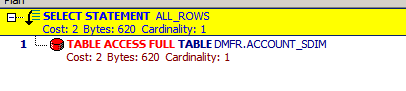 Plan
SELECT STATEMENT ALL_ROWS
Cost: 2 Bytes: 620 Cardinality: 1
1 TABLE ACCESS FULL TABLE DMFR.ACCOUNT_SDIM
Cost: 2 Bytes: 620 Cardinality: 1